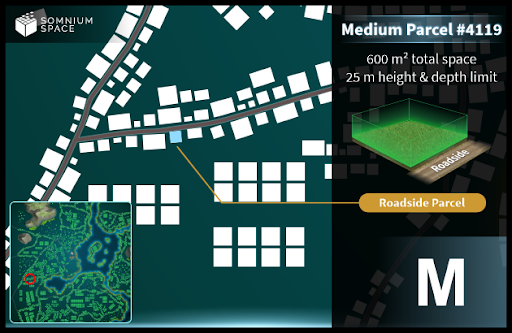 SOMNIUM
SPACE
Medium Parcel #4119
600 m² total space
25 m height & depth limit
Roadside
Roadside Parcel
M